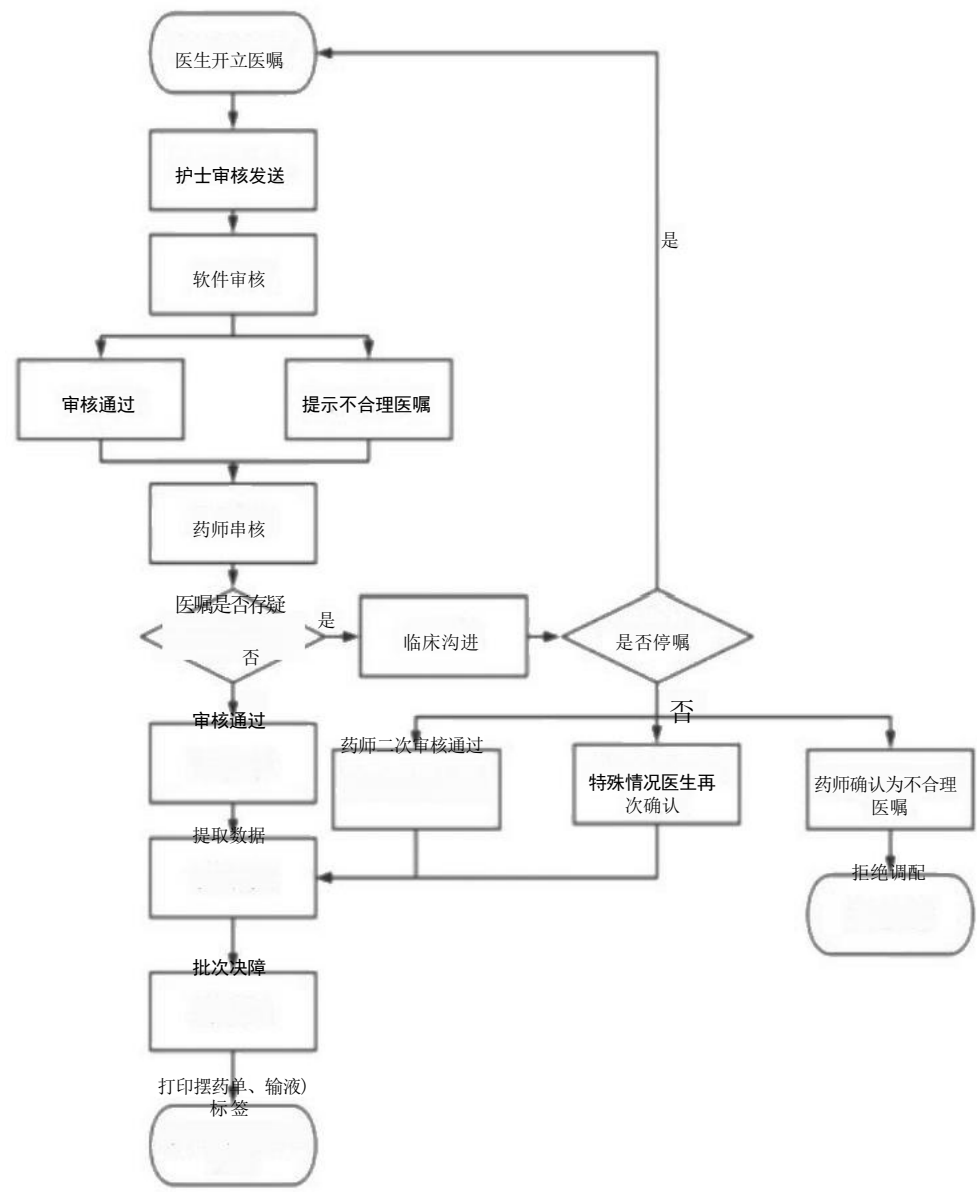 医生开立医嘱
护士审核发送
是
软件审核
审核通过
提示不合理医嘱
药师串核
医嘱是否存疑
是
否
临床沟进
是否停嘱
否
审核通过
药师二次审核通过
特殊情况医生再
次确认
药师确认为不合理
医嘱
提取数据
拒绝调配
批次决障
打印摆药单、输液)
标签